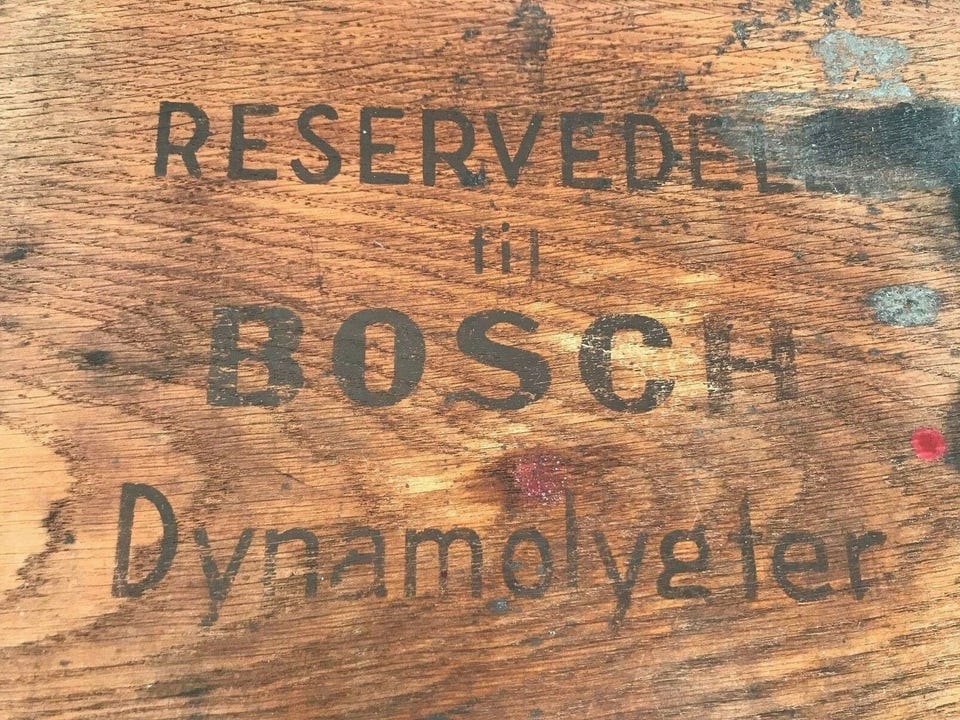 RESERVEDELE
til
BOSCH
Dynamolygter